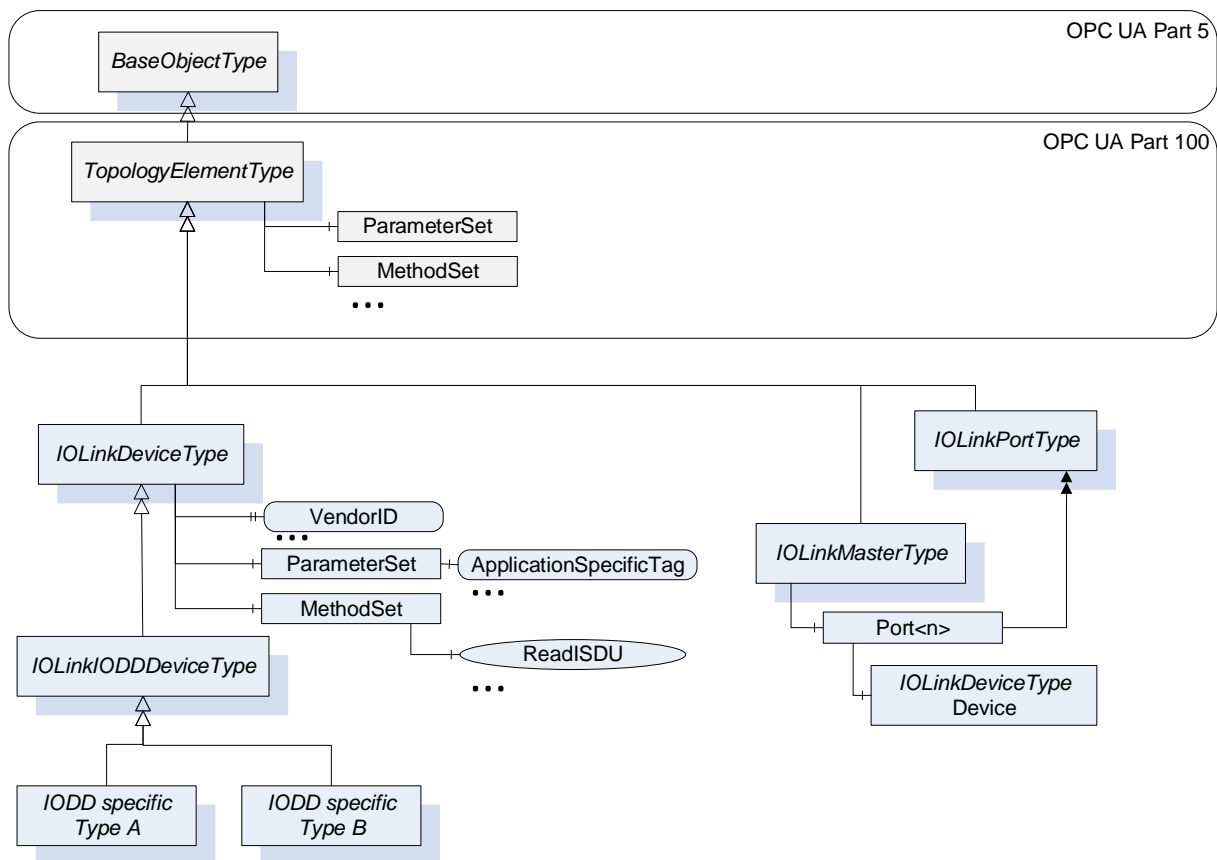 OPC UA Part 5
BaseObjectType
OPC UA Part 100
TopologyElementType
ParameterSet
MethodSet
...
IOLinkDeviceType
IOLinkPortType
VendorID
...
IOLinkMasterType
ParameterSet
ApplicationSpecificTag
...
MethodSet
Port<n>
ReadISDU
...
IOLinkIODDDeviceType
IOLinkDeviceType
Device
IODD specific
Type A
IODD specific
Type B